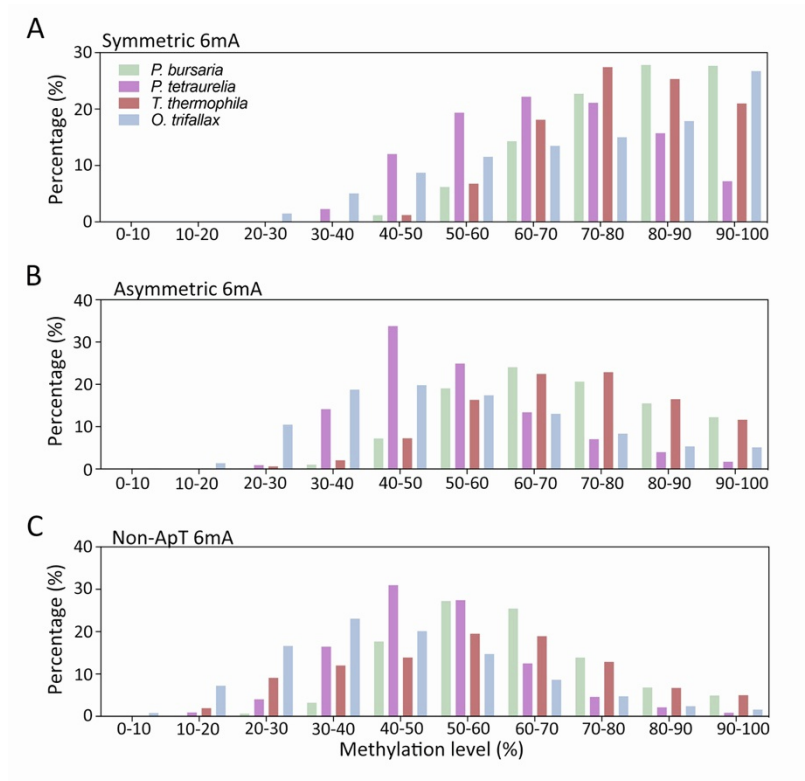 A
Symmetric 6mA
30
20
10
0
Percentage (%)
P. bursaria
P. tetraurelia
T. thermophila
O. trifallax
0-10 10-20 20-30 30-40 40-50 50-60 60-70 70-80 80-90 90-100
B
Asymmetric 6mA
40
30
20
10
0
Percentage (%)
0-10 10-20 20-30 30-40 40-50 50-60 60-70 70-80 80-90 90-100
C
Non-ApT 6mA
40
30
20
10
0
Percentage (%)
0-10 10-20 20-30 30-40 40-50 50-60 60-70 70-80 80-90 90-100
Methylation level (%)